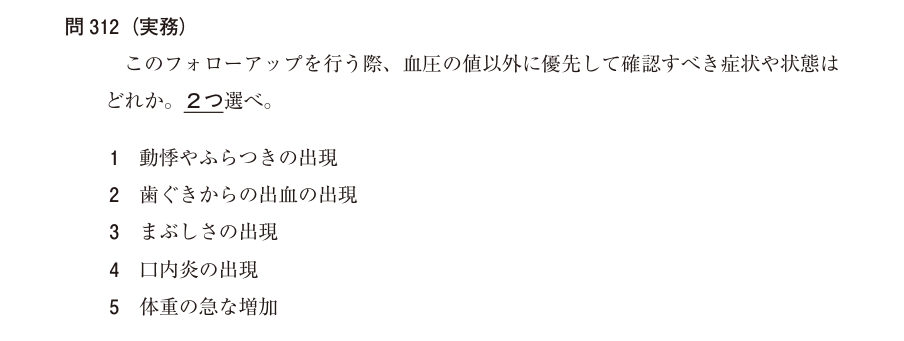 問 312（実務）
このフォローアップを行う際、血圧の値以外に優先して確認すべき症状や状態は
どれか。２つ選べ。
1 動悸やふらつきの出現
2 歯ぐきからの出血の出現
3 まぶしさの出現
4 口内炎の出現
5 体重の急な増加